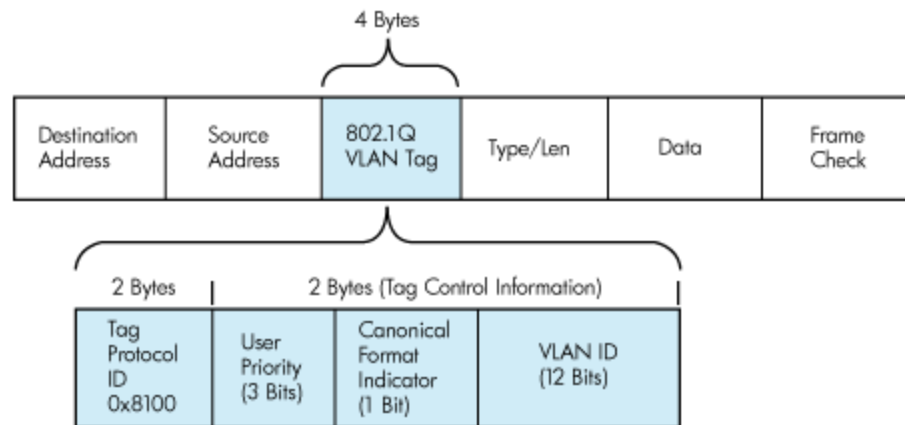 4 Bytes
Destination
Address
Source
Address
802.1Q
VLAN Tag
Type/Len
Data
Frame
Check
2 Bytes
2 Bytes (Tag Control Information)
Tag
Protocol
ID
0x8100
User
Priority
(3 Bits)
Canonical
Format
Indicator
(1 Bit)
VLAN ID
(12 Bits)